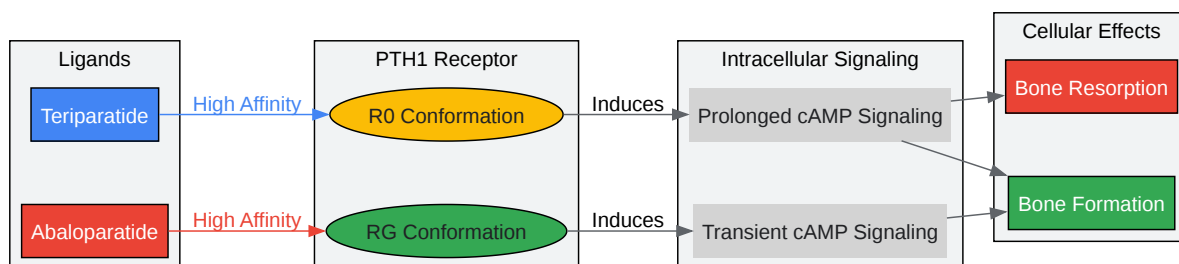 Ligands
PTH1 Receptor
Intracellular Signaling
Cellular Effects
Teriparatide
High Affinity
R0 Conformation
Induces
Prolonged cAMP Signaling
Bone Resorption
Abaloparatide
High Affinity
RG Conformation
Induces
Transient cAMP Signaling
Bone Formation